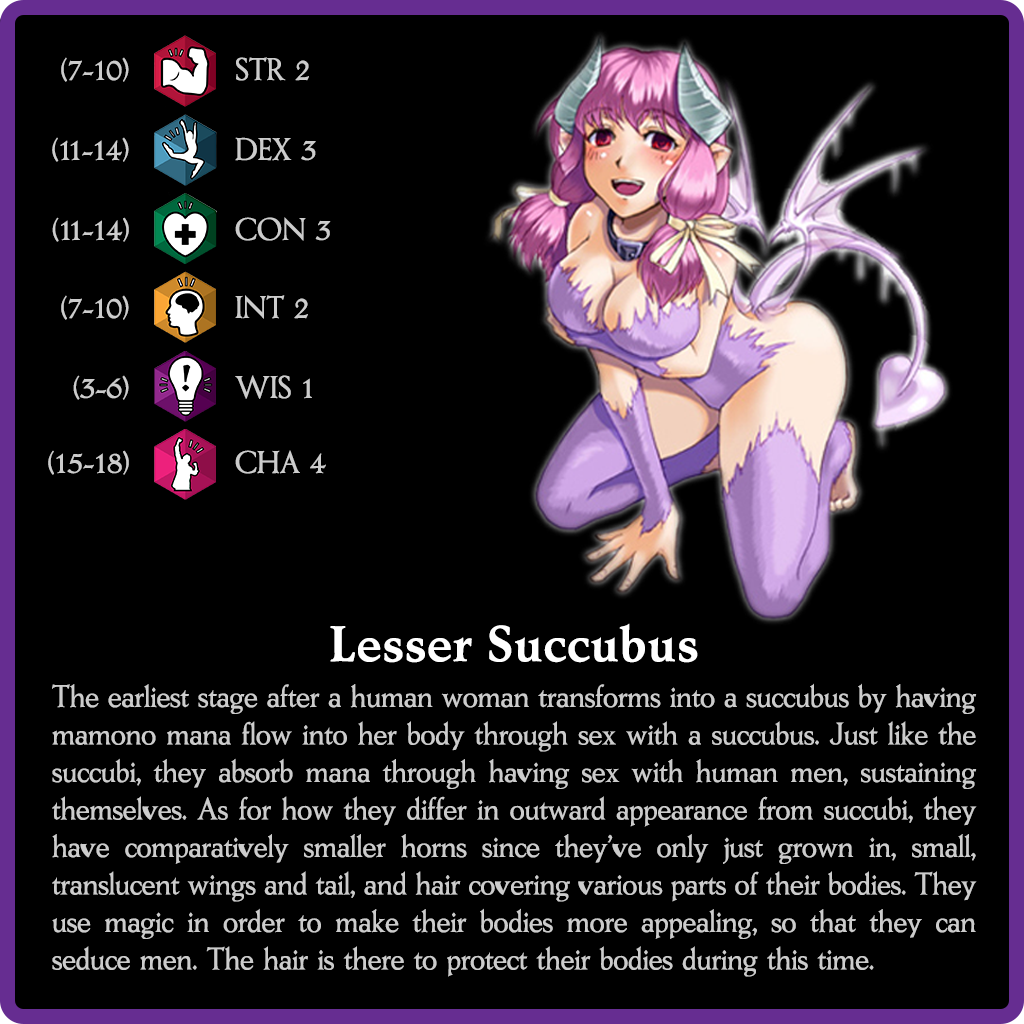 (7-10) STR 2
(11-14) DEX 3
(11-14) CON 3
(7-10) INT 2
(3-6) WIS 1
(15-18) CHA 4
Lesser Succubus
The earliest stage after a human woman transforms into a succubus by having
mamono mana flow into her body through sex with a succubus. Just like the
succubi, they absorb mana through having sex with human men, sustaining
themselves. As for how they differ in outward appearance from succubi, they
have comparatively smaller horns since they've only just grown in, small,
translucent wings and tail, and hair covering various parts of their bodies. They
use magic in order to make their bodies more appealing, so that they can
seduce men. The hair is there to protect their bodies during this time.